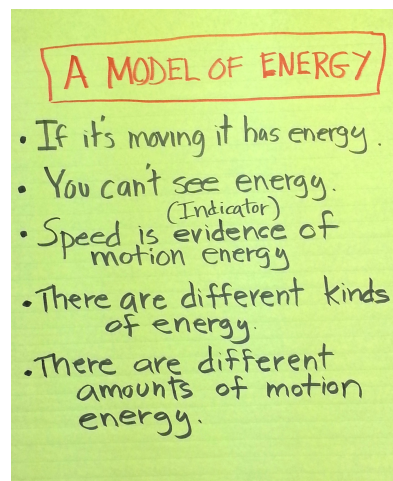 A MODEL OF ENERGY
• If it's moving it has energy.
• You can't see energy.
(Indicator)
• Speed is evidence of
motion energy
• There are different kinds
of energy.
• There are different
amounts of motion
energy.